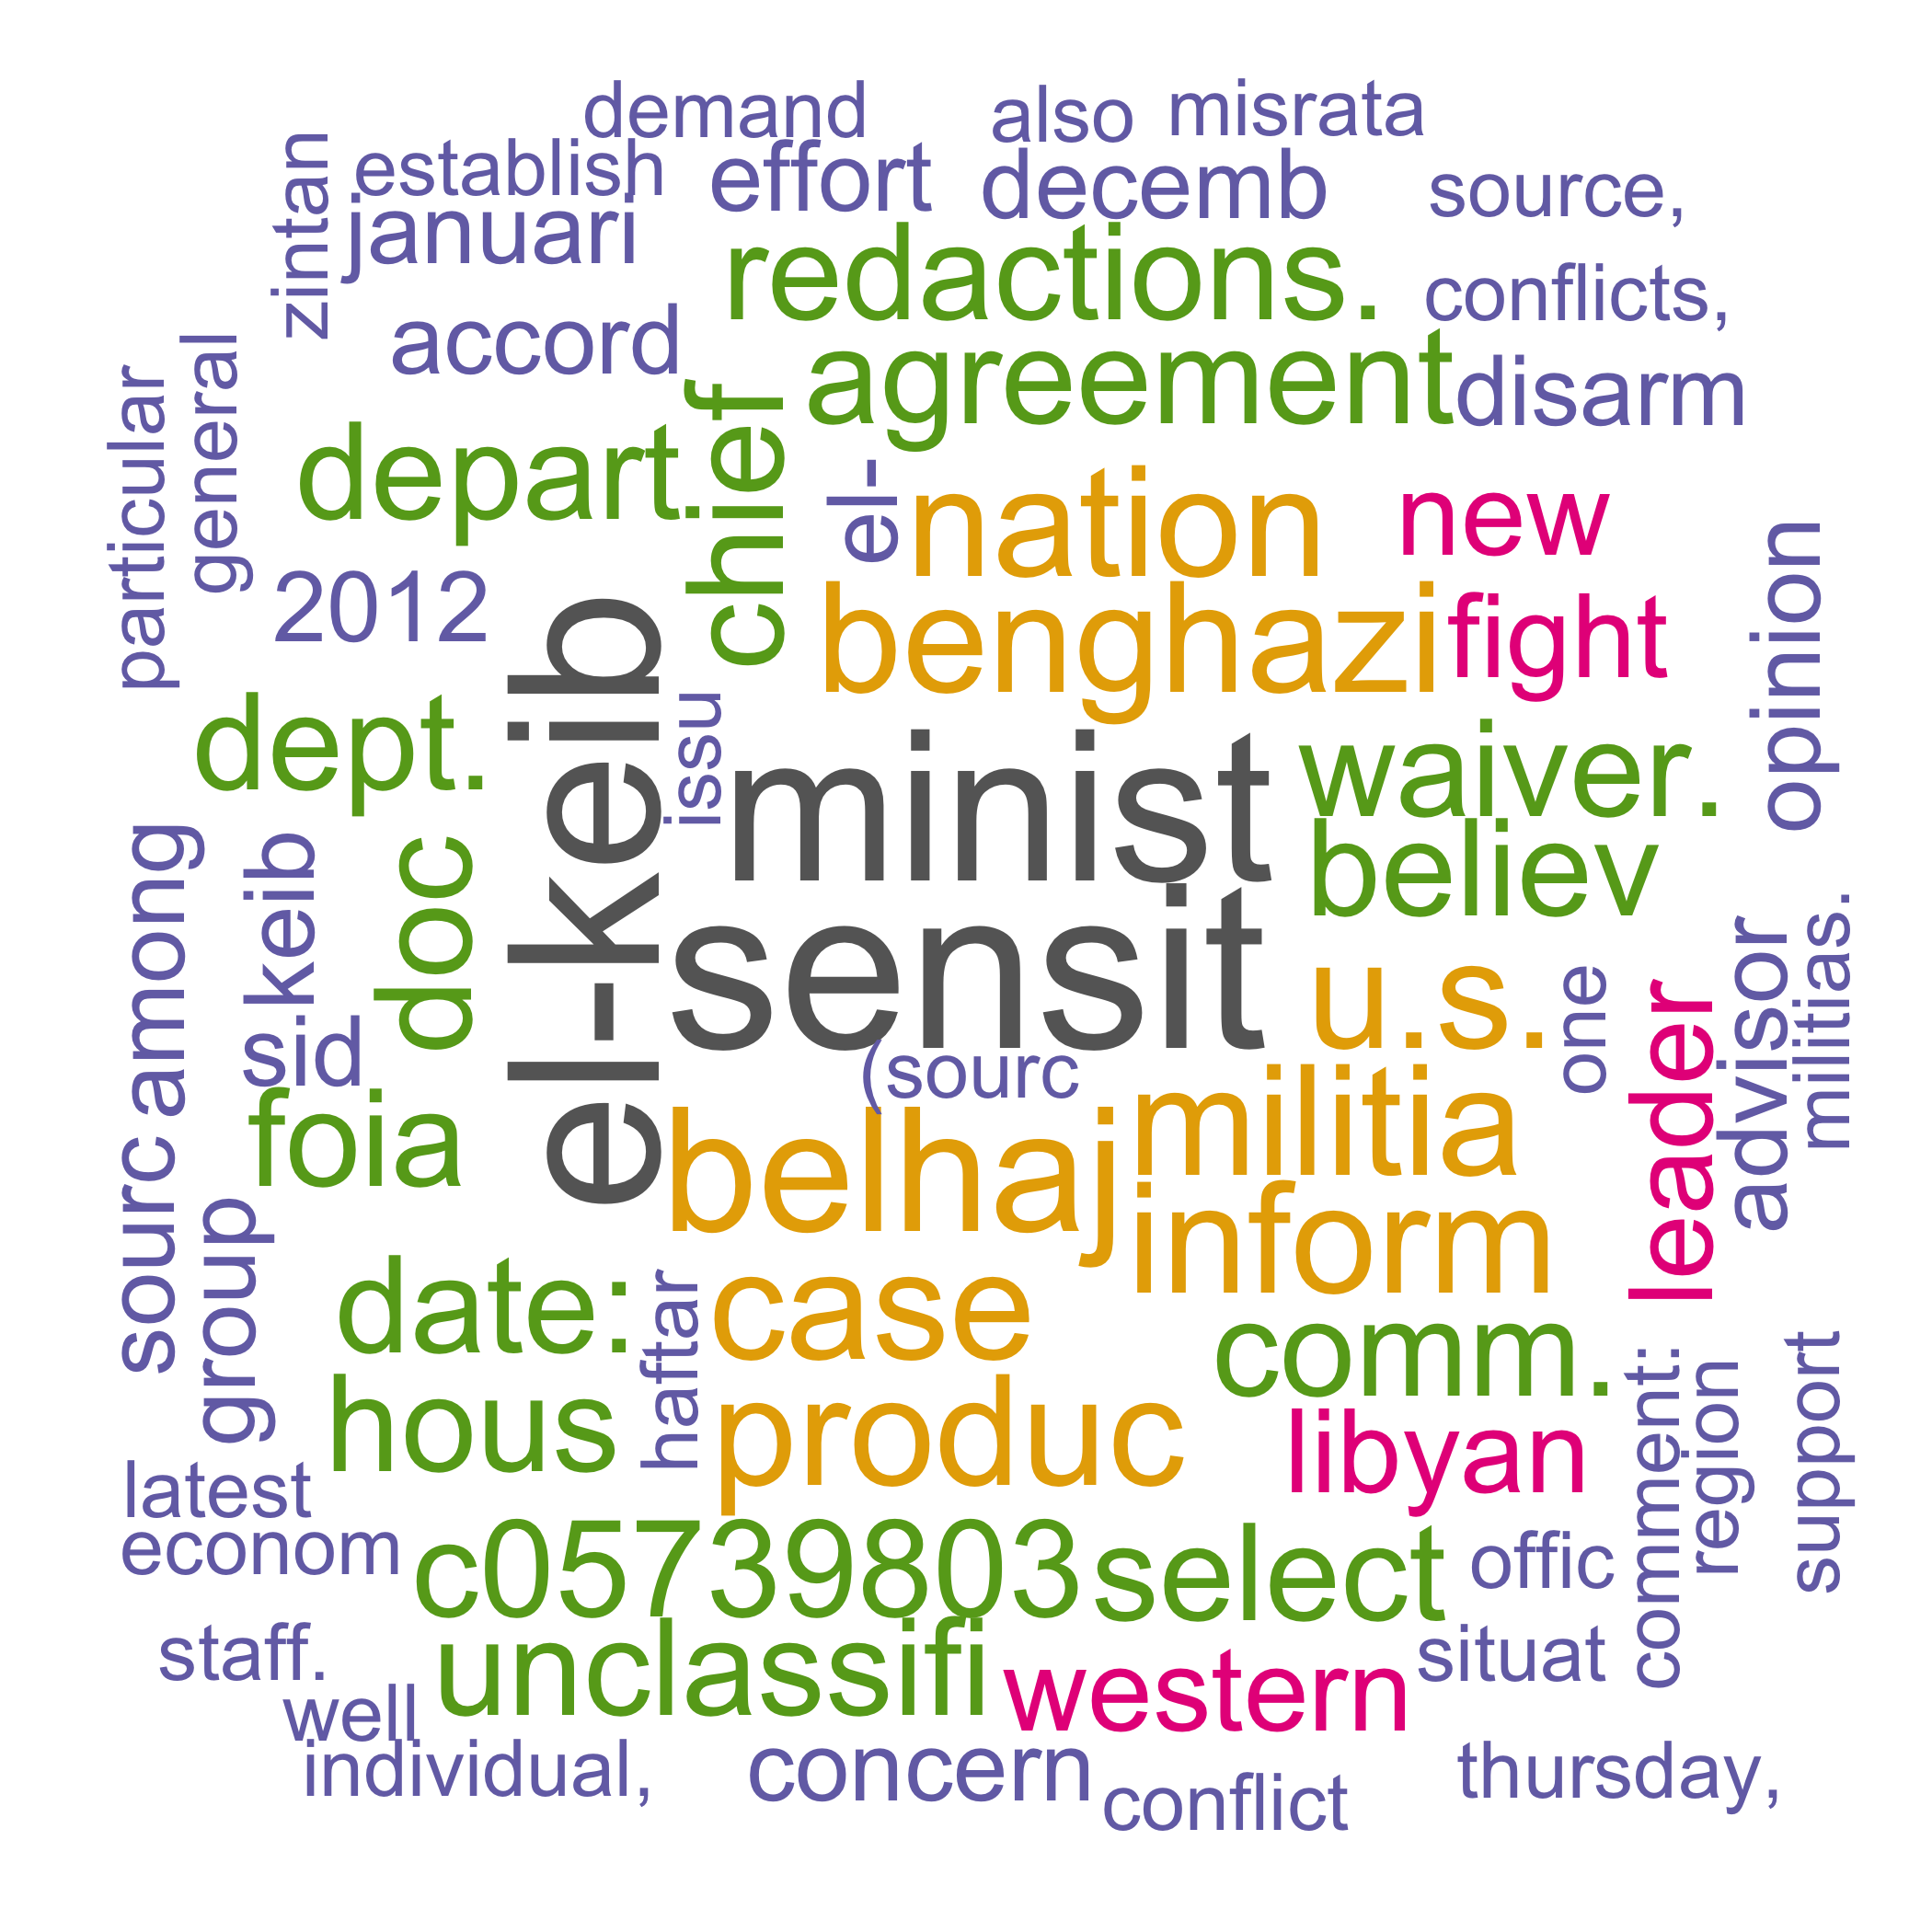 demand
also
misrata
establish
effort
decemb
source,
zintan
januari
redactions.
conflicts,
accord
agreement
disarm
particular
general
depart
chief
el-
nation
new
2012
benghazi
fight
opinion
dept.
el-keib
issu
minist
waiver.
believ
among
keib
doc
sensit
u.s.
one
leader
advisor
militias.
sid
(sourc
foia
belhaj
militia
sourc
group
inform
date:
haftar
case
comm.
hous
produc
libyan
comment:
region
support
latest
econom
c05739803
select
offic
staff.
unclassifi
western
situat
well
individual,
concern
conflict
thursday,